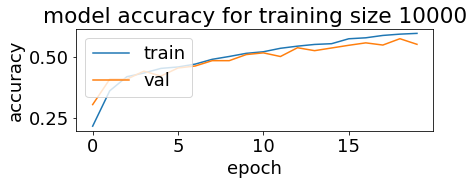 model accuracy for training size 10000
accuracy
0.50
0.25
train
val
0 5 10 15
epoch